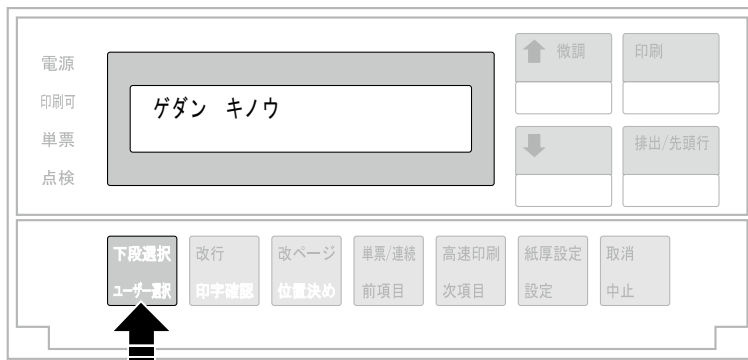 電源
印刷可
単票
点検
ゲダン キノウ
微調
印刷
排出/先頭行
下段選択
ユーザー選択
改行
印字確認
改ページ
位置決め
単票/連続
前項目
高速印刷
次項目
紙厚設定
設定
取消
中止